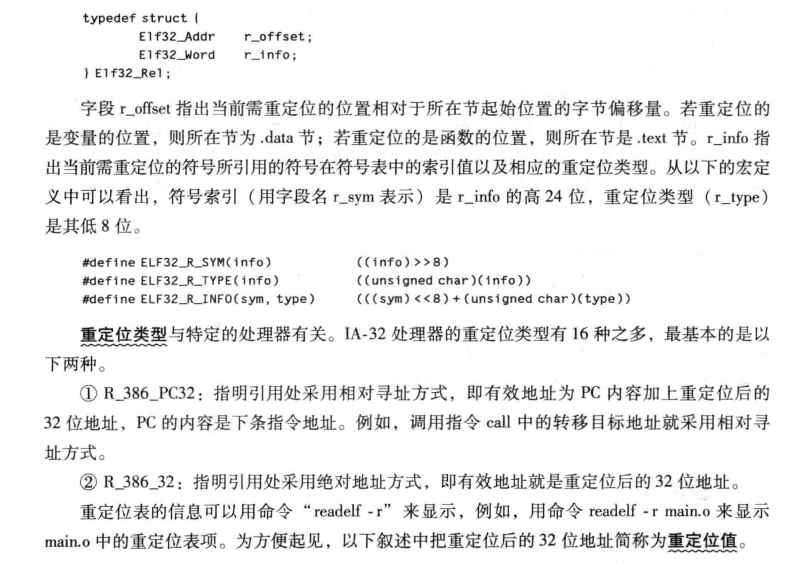 typedef struct {
Elf32_Addr r_offset;
Elf32_Word r_info;
} Elf32_Rel;
字段 r_offset 指出当前需重定位的位置相对于所在节起始位置的字节偏移量。若重定位的
是变量的位置，则所在节为 .data 节；若重定位的是函数的位置，则所在节是 .text 节。r_info 指
出当前需重定位的符号所引用的符号在符号表中的索引值以及相应的重定位类型。从以下的宏定
义中可以看出，符号索引（用字段名 r_sym 表示）是 r_info 的高 24 位，重定位类型（r_type）
是其低 8 位。
#define ELF32_R_SYM(info) ((info)>>8)
#define ELF32_R_TYPE(info) ((unsigned char)(info))
#define ELF32_R_INFO(sym, type) (((sym)<<8)+(unsigned char)(type))
重定位类型与特定的处理器有关。IA-32 处理器的重定位类型有 16 种之多，最基本的是以
下两种。
① R_386_PC32：指明引用处采用相对寻址方式，即有效地址为 PC 内容加上重定位后的
32 位地址，PC 的内容是下条指令地址。例如，调用指令 call 中的转移目标地址就采用相对寻
址方式。
② R_386_32：指明引用处采用绝对地址方式，即有效地址就是重定位后的 32 位地址。
重定位表的信息可以用命令“readelf -r”来显示，例如，用命令 readelf -r main.o 来显示
main.o 中的重定位表项。为方便起见，以下叙述中把重定位后的 32 位地址简称为重定位值。